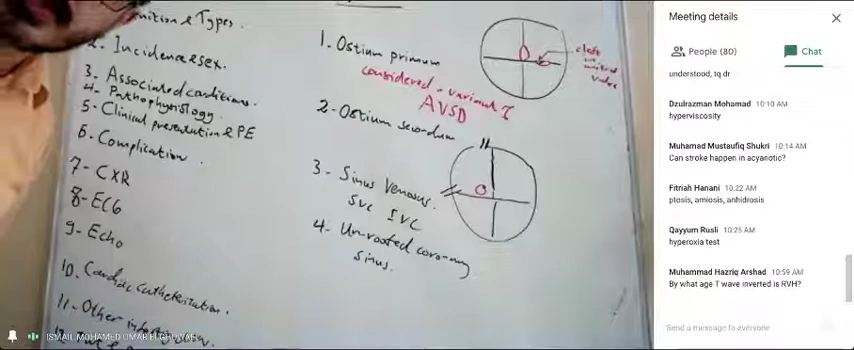 & Types.
2. Incidence & sex.
3. Associated conditions.
4- Pathophysiology.
5- Clinical presentation & PE
6- Complication.
7- CXR
8- ECG
9- Echo
10. Cardiac catheterization.
11- Other
12.
1. Ostium primum
considered a variant of
AVSD
cleft
mitral
valve
2- Ostium secundum
3- Sinus Venosus.
SVC IVC
4- Un-roofed coronary
sinus.
ISMAIL MOHAMED OMAR
Meeting details
People (80)
Chat
understood, tq dr
Dzulrazman Mohamad 10:10 AM
hyperviscosity
Muhamad Mustaufiq Shukri 10:14 AM
Can stroke happen in acyanotic?
Fitriah Hanani 10:22 AM
ptosis, amiosis, anhidrosis
Qayyum Rusli 10:25 AM
hyperoxia test
Muhammad Hazriq Arshad 10:59 AM
By what age T wave inverted is RVH?
Send a message to everyone